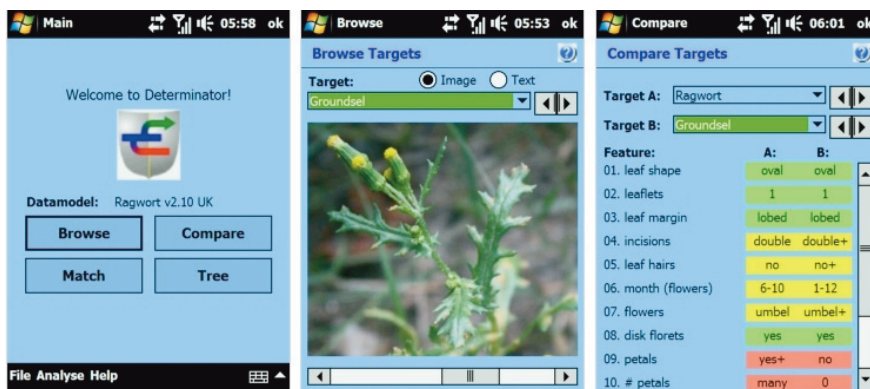 Main 05:58 ok
Welcome to Determinator!
Datamodel: Ragwort v2.10 UK
Browse Compare
Match Tree
File Analyse Help
Browse 05:53 ok
Browse Targets
Target: Image Text
Groundsel
Compare 06:01 ok
Compare Targets
Target A: Ragwort
Target B: Groundsel
Feature: A: B:
01. leaf shape oval oval
02. leaflets 1 1
03. leaf margin lobed lobed
04. incisions double double+
05. leaf hairs no no+
06. month (flowers) 6-10 1-12
07. flowers umbel umbel+
08. disk florets yes yes
09. petals yes+ no
10. # petals many 0